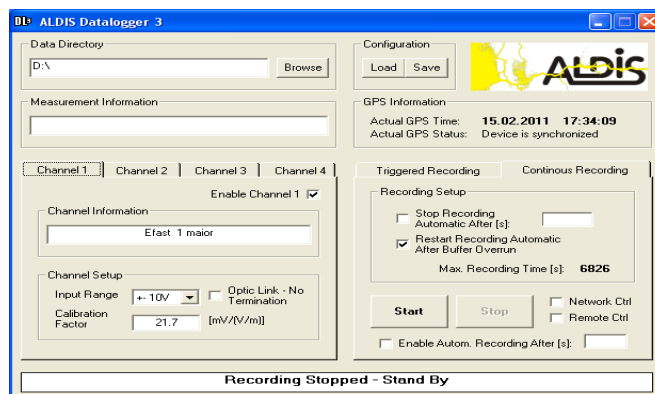 DL³ ALDIS Datalogger 3
Data Directory
D:\
Browse
Configuration
Load
Save
ALDIS
Measurement Information
GPS Information
Actual GPS Time: 15.02.2011 17:34:09
Actual GPS Status: Device is synchronized
Channel 1
Channel 2
Channel 3
Channel 4
Enable Channel 1
Channel Information
Efast 1 maior
Channel Setup
Input Range
+- 10V
Optic Link - No
Termination
Calibration
Factor
21.7
[mV/(V/m)]
Triggered Recording
Continous Recording
Recording Setup
Stop Recording
Automatic After [s]:
Restart Recording Automatic
After Buffer Overrun
Max. Recording Time [s]: 6826
Start
Stop
Network Ctrl
Remote Ctrl
Enable Autom. Recording After [s]:
Recording Stopped - Stand By